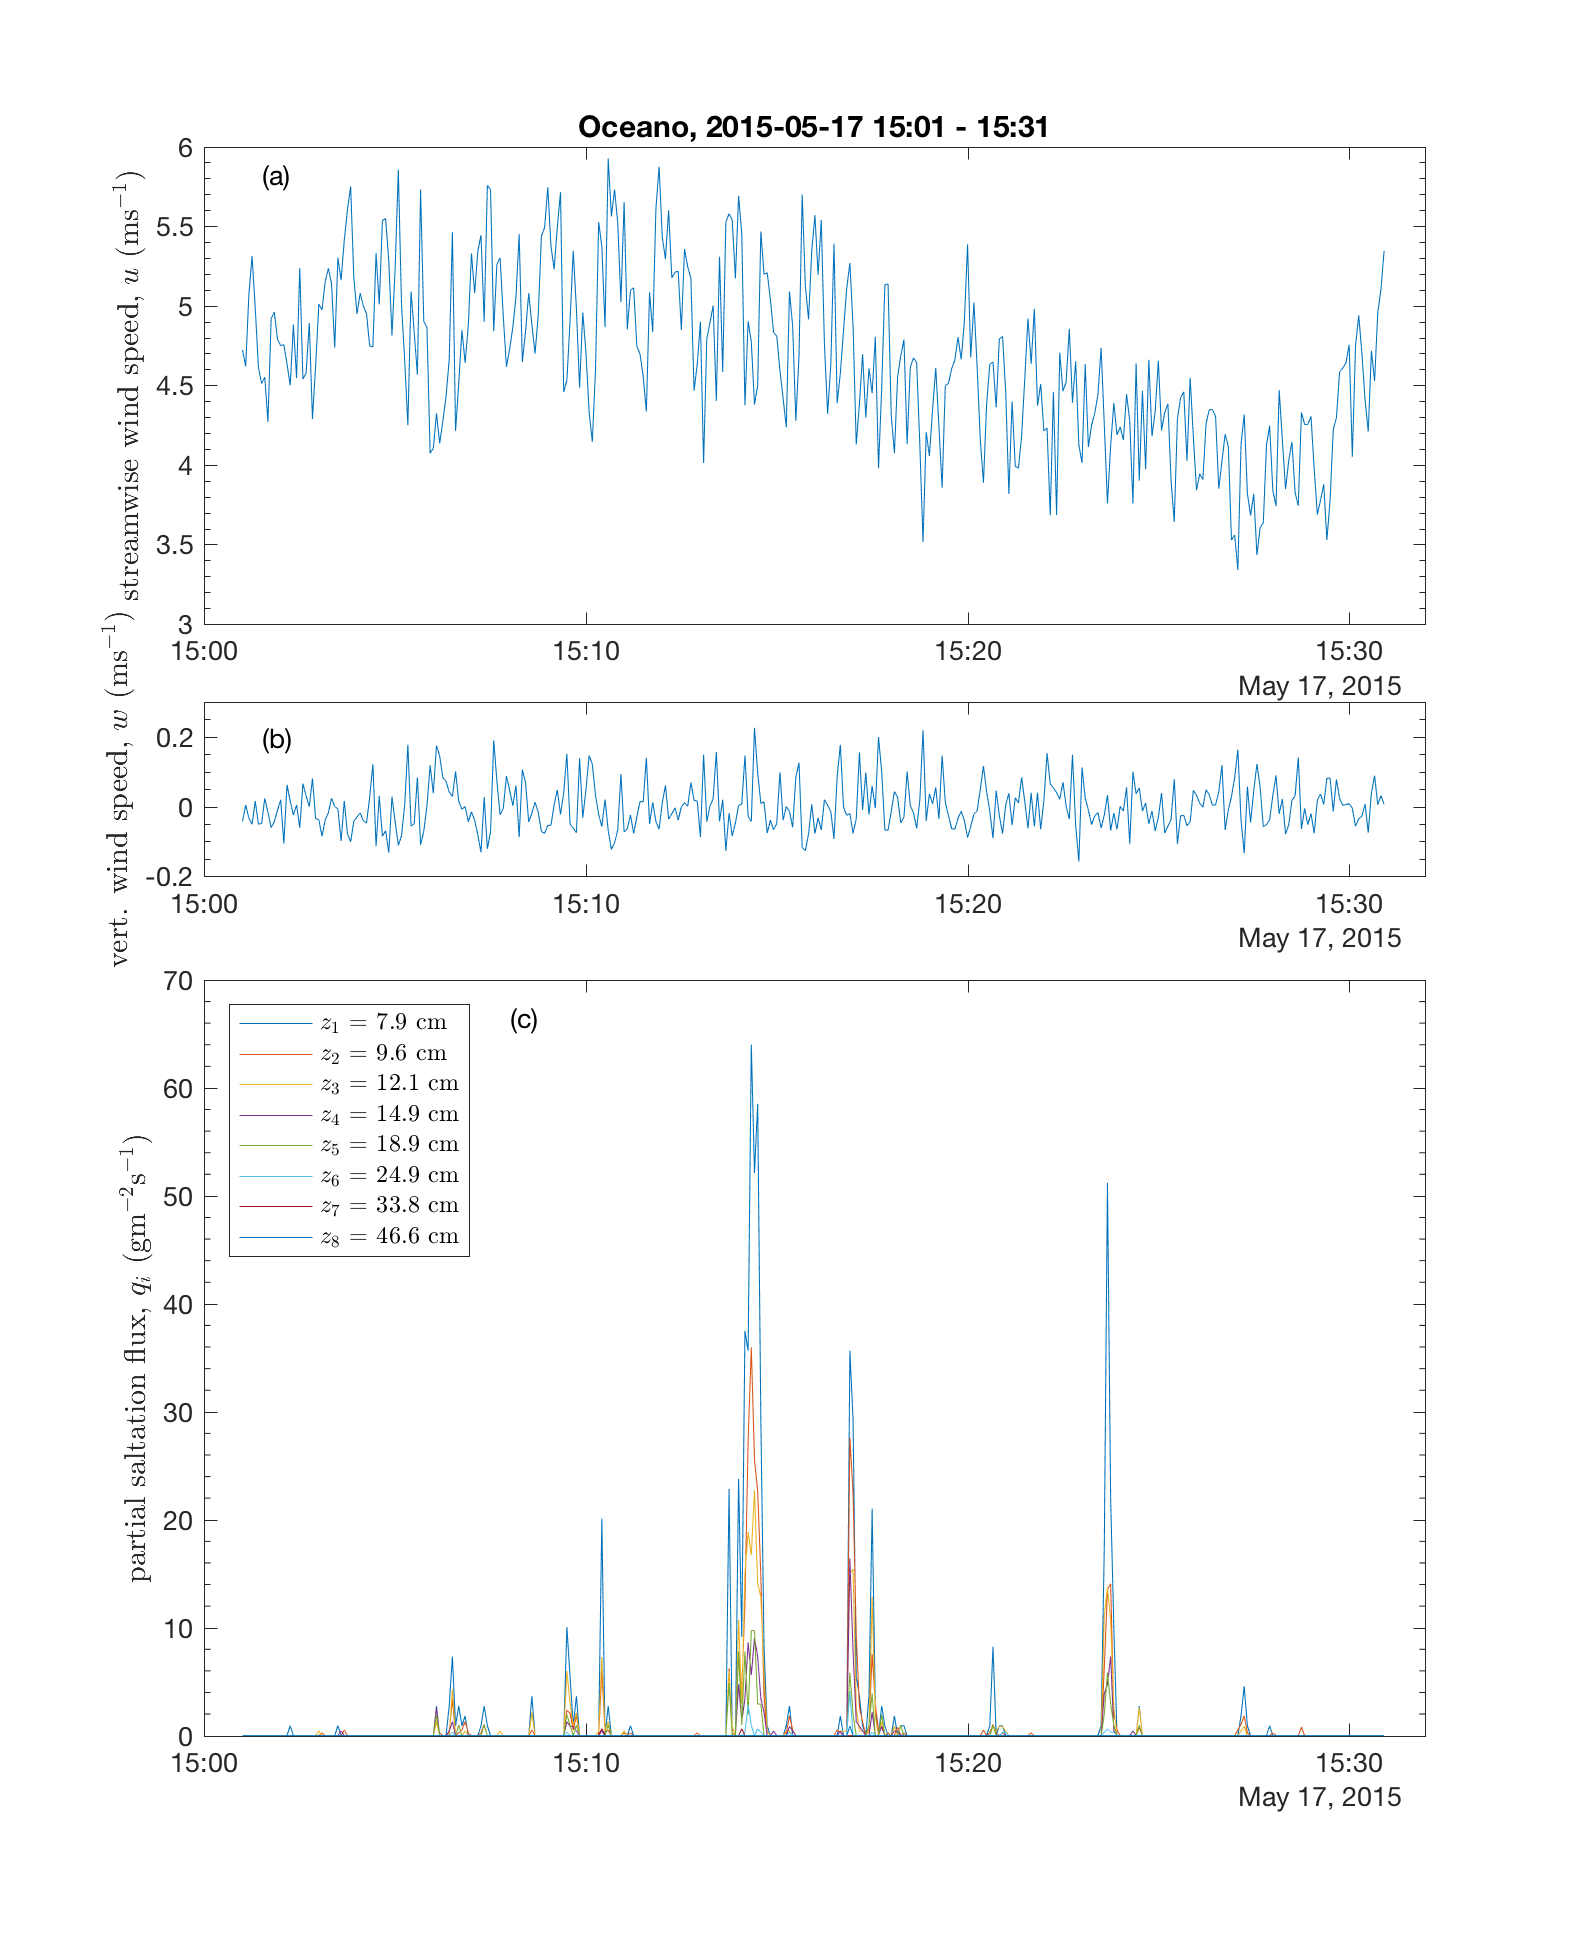 Oceano, 2015-05-17 15:01 - 15:31
(a)
streamwise wind speed, u (ms⁻¹)
6
5.5
5
4.5
4
3.5
3
15:00 15:10 15:20 15:30
May 17, 2015
(b)
vert. wind speed, w (ms⁻¹)
0.2
0
-0.2
15:00 15:10 15:20 15:30
May 17, 2015
(c)
partial saltation flux, qᵢ (gm⁻²s⁻¹)
70
60
50
40
30
20
10
0
z₁ = 7.9 cm
z₂ = 9.6 cm
z₃ = 12.1 cm
z₄ = 14.9 cm
z₅ = 18.9 cm
z₆ = 24.9 cm
z₇ = 33.8 cm
z₈ = 46.6 cm
15:00 15:10 15:20 15:30
May 17, 2015